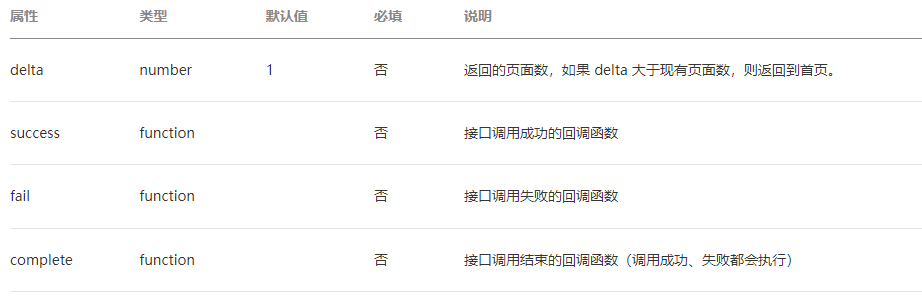 属性 类型 默认值 必填 说明
delta number 1 否 返回的页面数，如果 delta 大于现有页面数，则返回到首页。
success function 否 接口调用成功的回调函数
fail function 否 接口调用失败的回调函数
complete function 否 接口调用结束的回调函数（调用成功、失败都会执行）